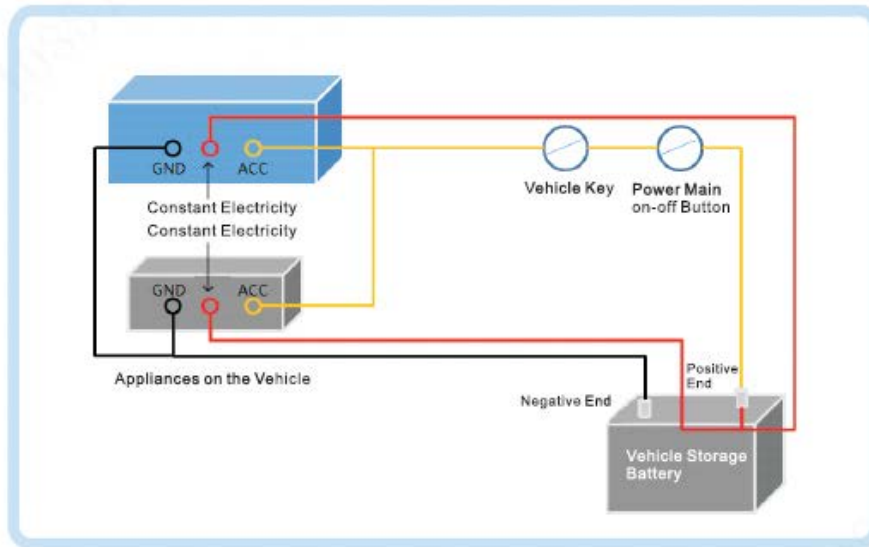 GND
ACC
Constant Electricity
Constant Electricity
GND
ACC
Appliances on the Vehicle
Vehicle Key
Power Main
on-off Button
Negative End
Positive
End
Vehicle Storage
Battery